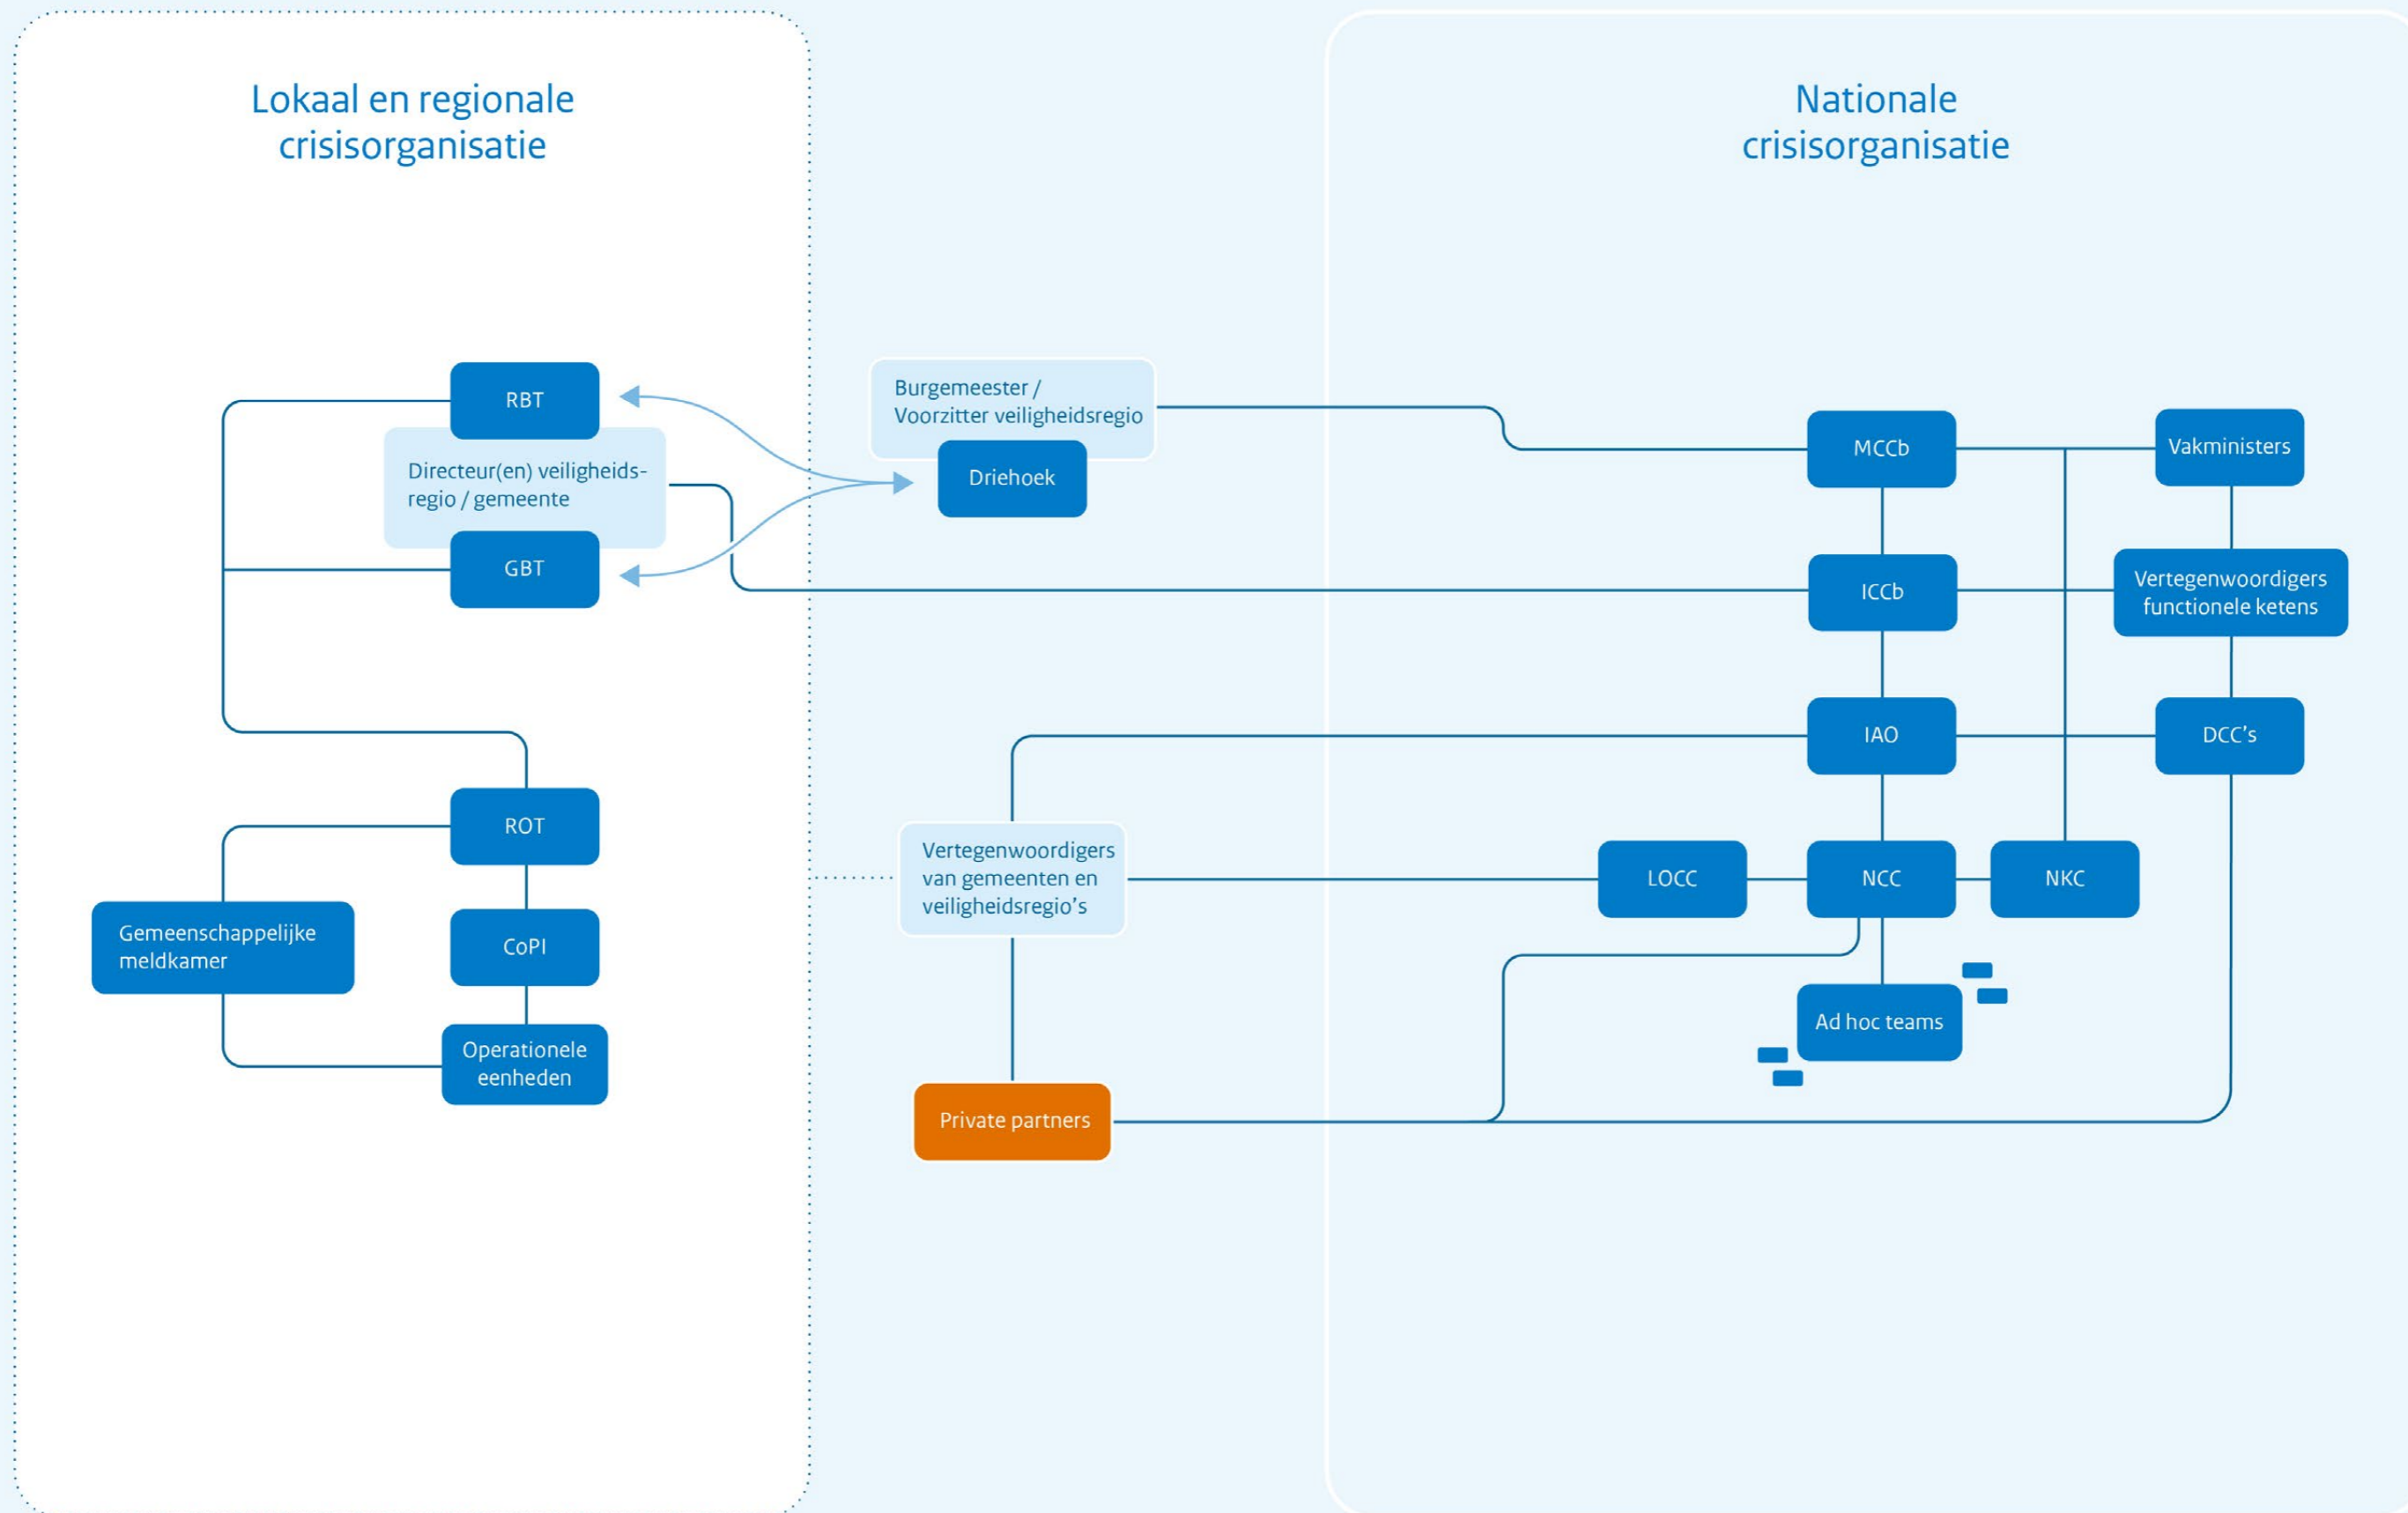 Lokaal en regionale
crisisorganisatie
Nationale
crisisorganisatie
RBT
Directeur(en) veiligheids-
regio / gemeente
GBT
Burgemeester /
Voorzitter veiligheidsregio
Driehoek
MCCb
Vakministers
ICCb
Vertegenwoordigers
functionele ketens
IAO
DCC's
ROT
Gemeenschappelijke
meldkamer
CoPI
Operationele
eenheden
Vertegenwoordigers
van gemeenten en
veiligheidsregio's
LOCC
NCC
NKC
Ad hoc teams
Private partners